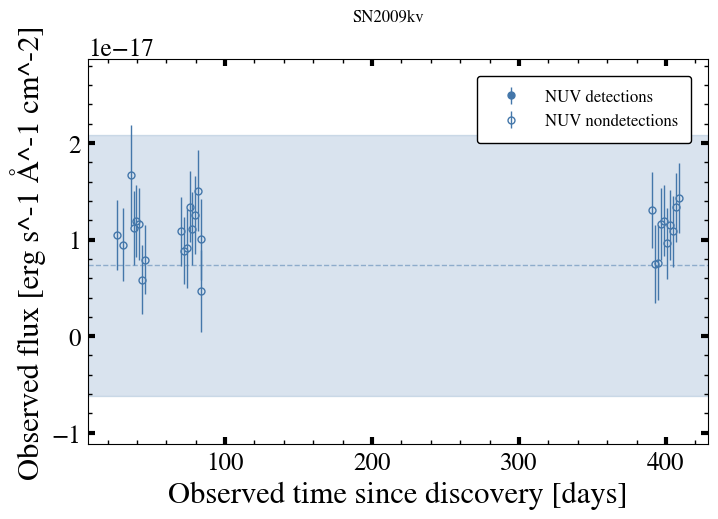 SN2009kv
1e−17
NUV detections
NUV nondetections
2
1
0
−1
100
200
300
400
Observed time since discovery [days]
Observed flux [erg s^-1 Å^-1 cm^-2]